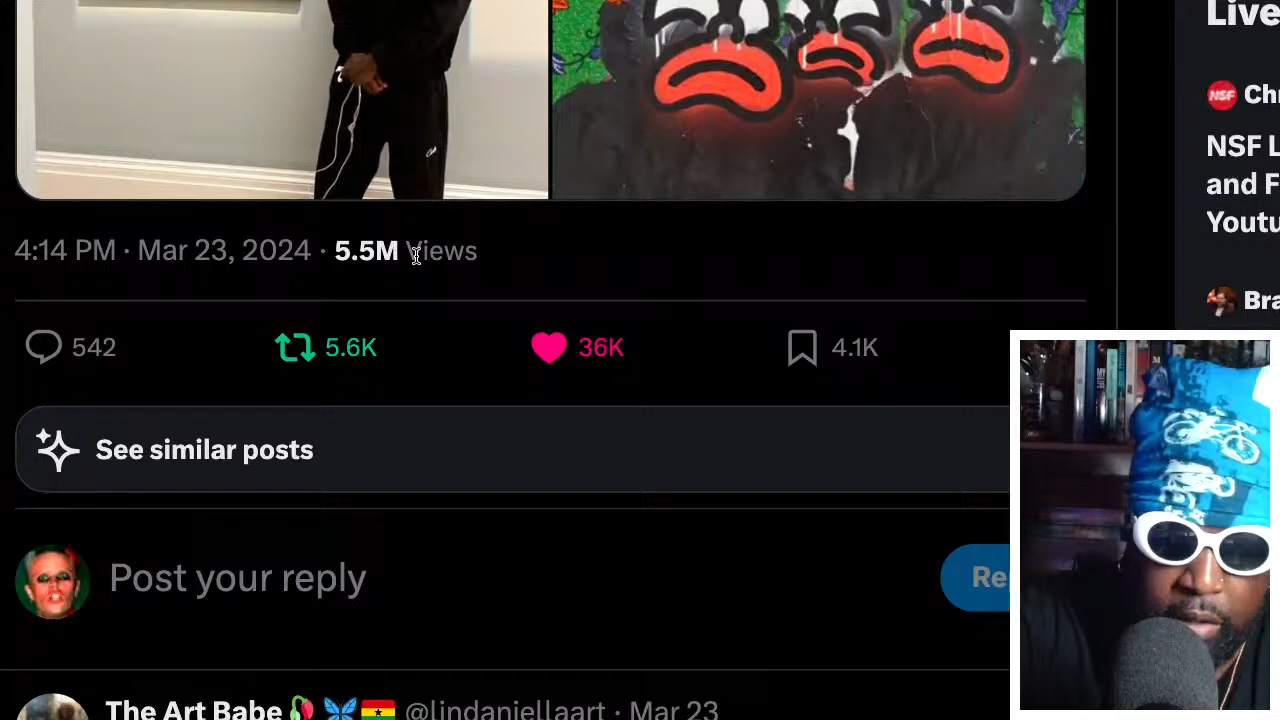 Live
NSF Chr
NSF L
and F
Youtu
Bra
4:14 PM · Mar 23, 2024 · 5.5M Views
542 5.6K 36K 4.1K
See similar posts
Post your reply
Re
The Art Babe @lindaniellaart · Mar 23